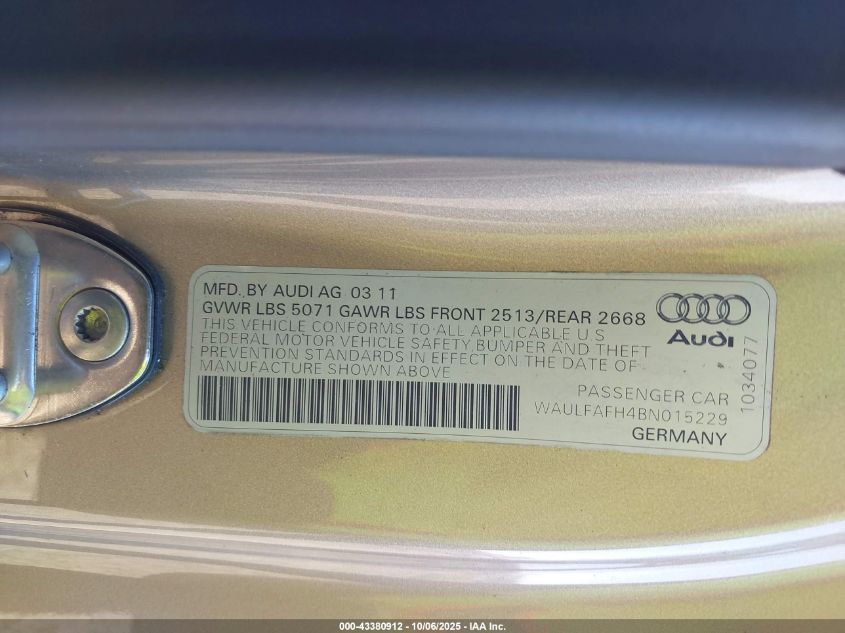 MFD. BY AUDI AG 03 11
GVWR LBS 5071 GAWR LBS FRONT 2513/REAR 2668
THIS VEHICLE CONFORMS TO ALL APPLICABLE U.S
FEDERAL MOTOR VEHICLE SAFETY, BUMPER AND THEFT
PREVENTION STANDARDS IN EFFECT ON THE DATE OF
MANUFACTURE SHOWN ABOVE
Audi
1034077
PASSENGER CAR
WAULFAFH4BN015229
GERMANY
000-43380912 - 10/06/2025 - IAA Inc.